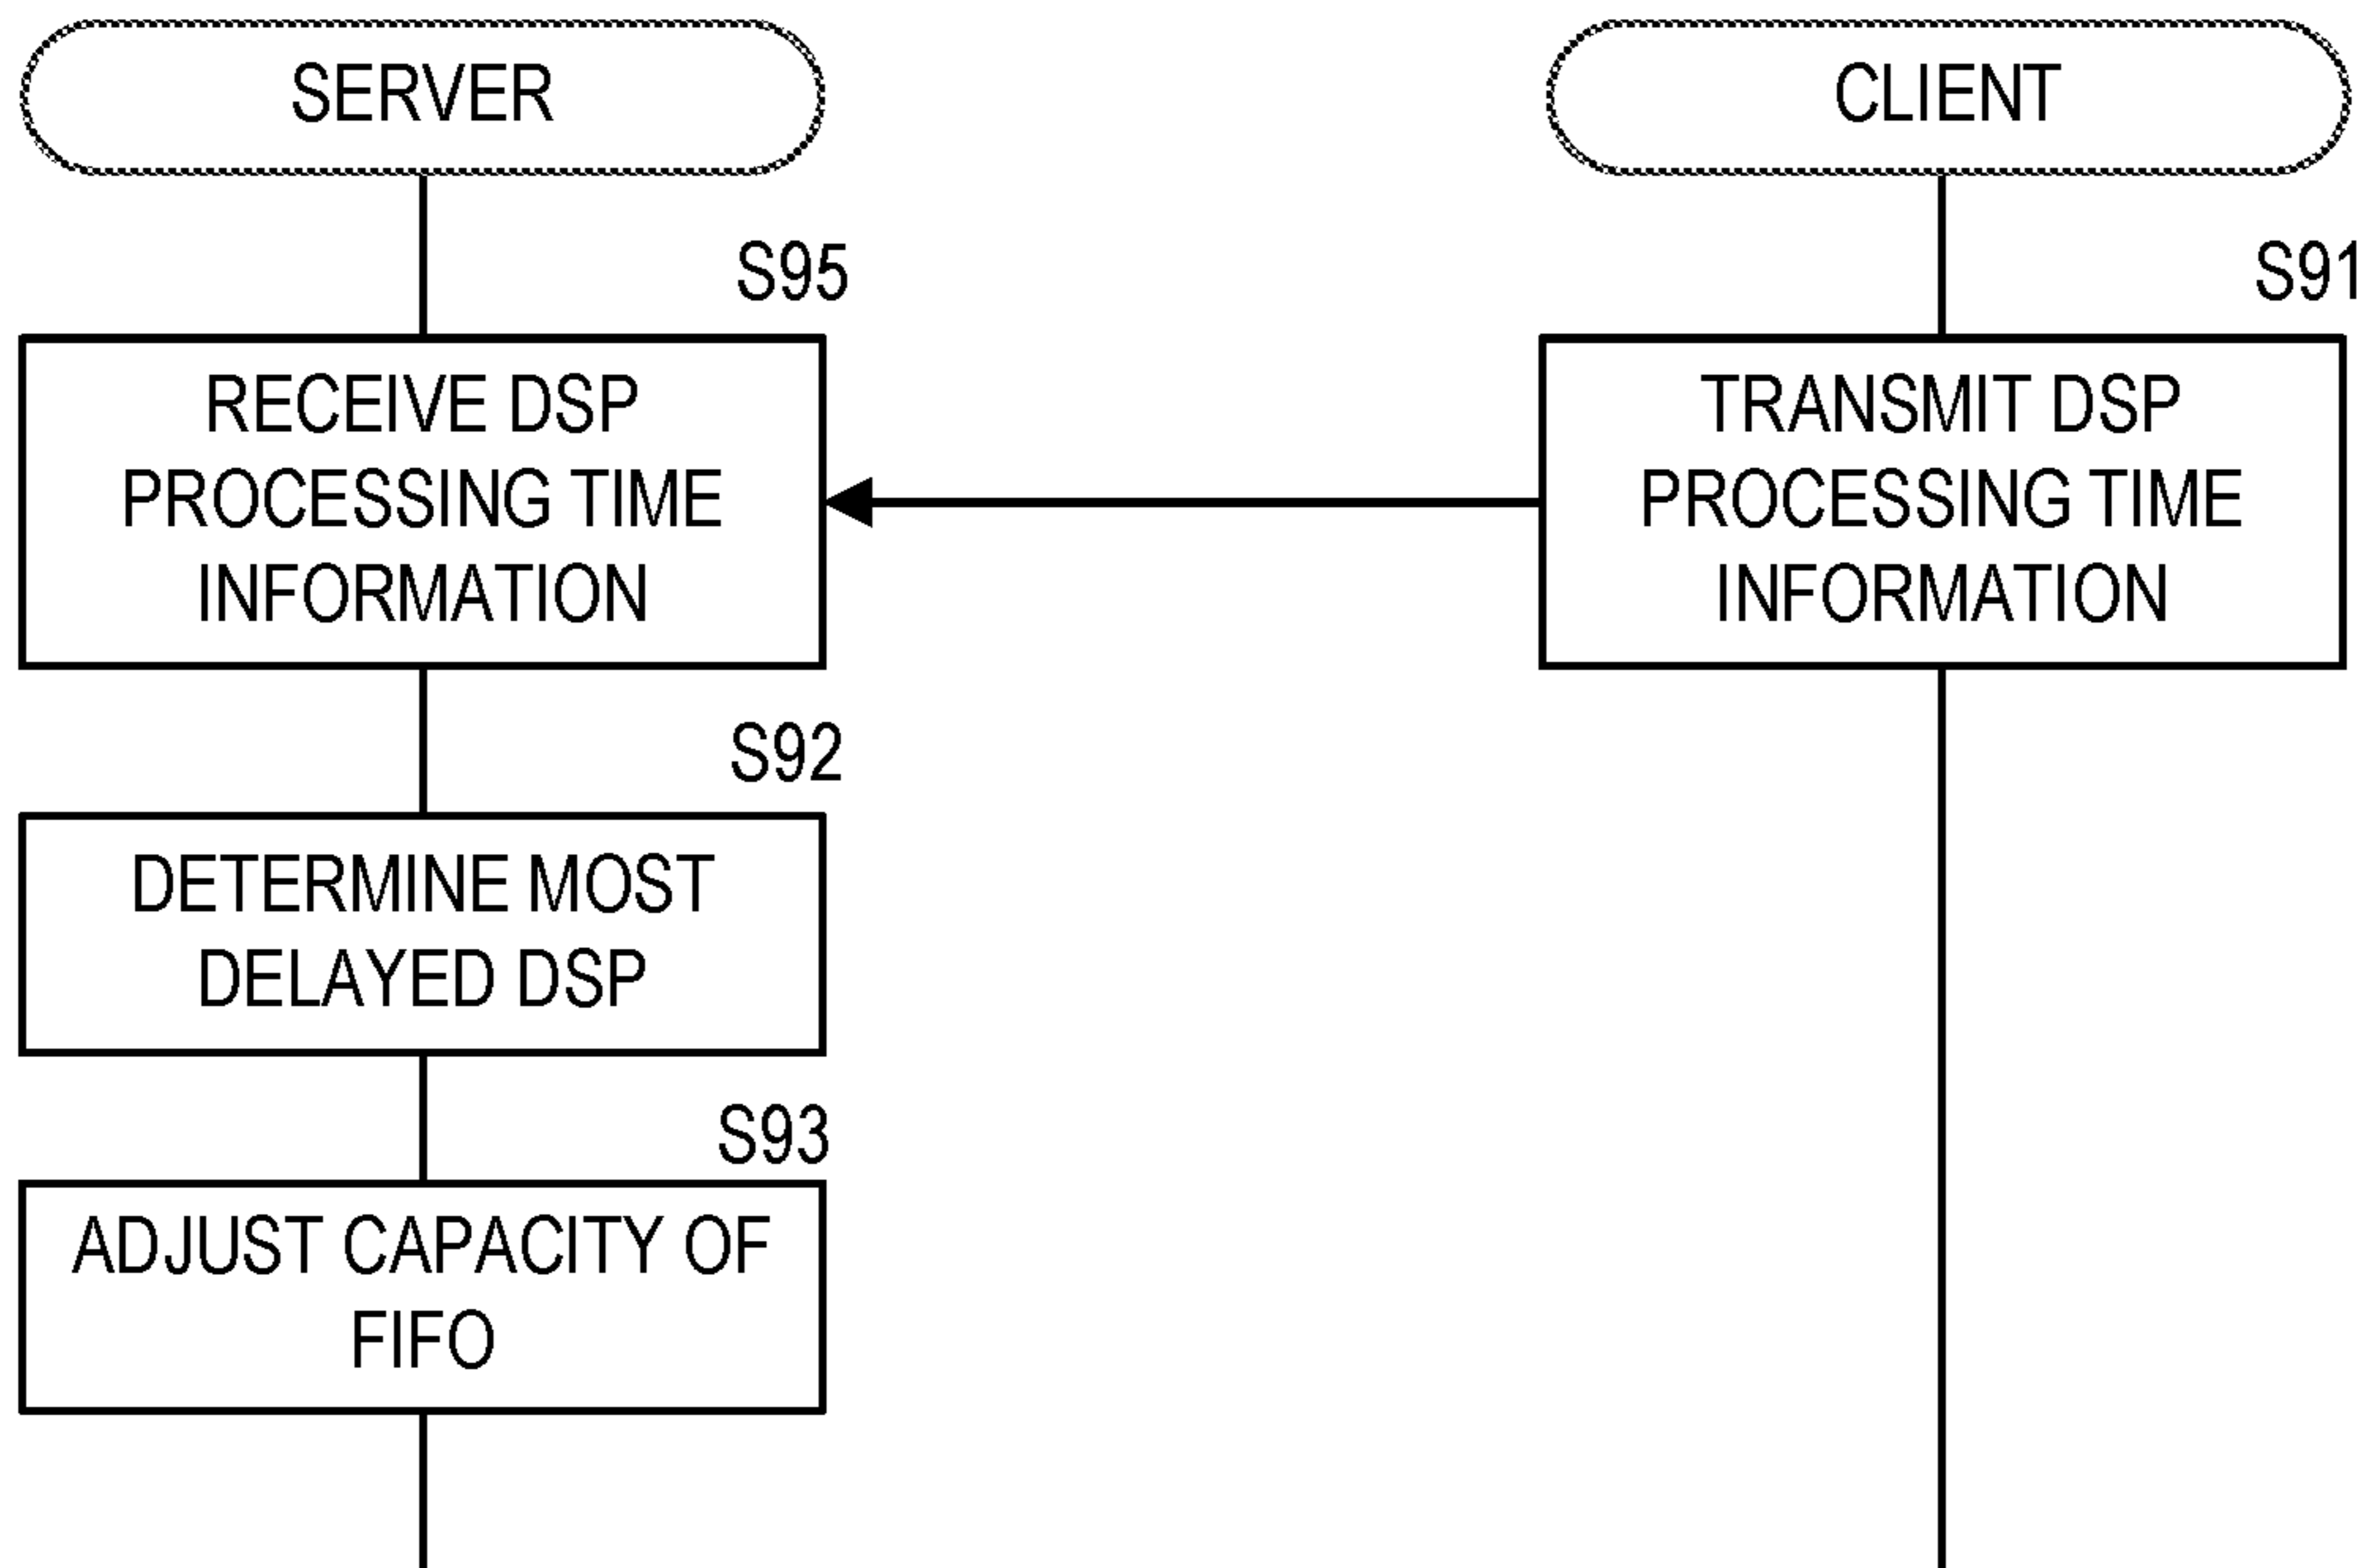 SERVER
CLIENT
S95
S91
RECEIVE DSP
PROCESSING TIME
INFORMATION
TRANSMIT DSP
PROCESSING TIME
INFORMATION
S92
DETERMINE MOST
DELAYED DSP
S93
ADJUST CAPACITY OF
FIFO